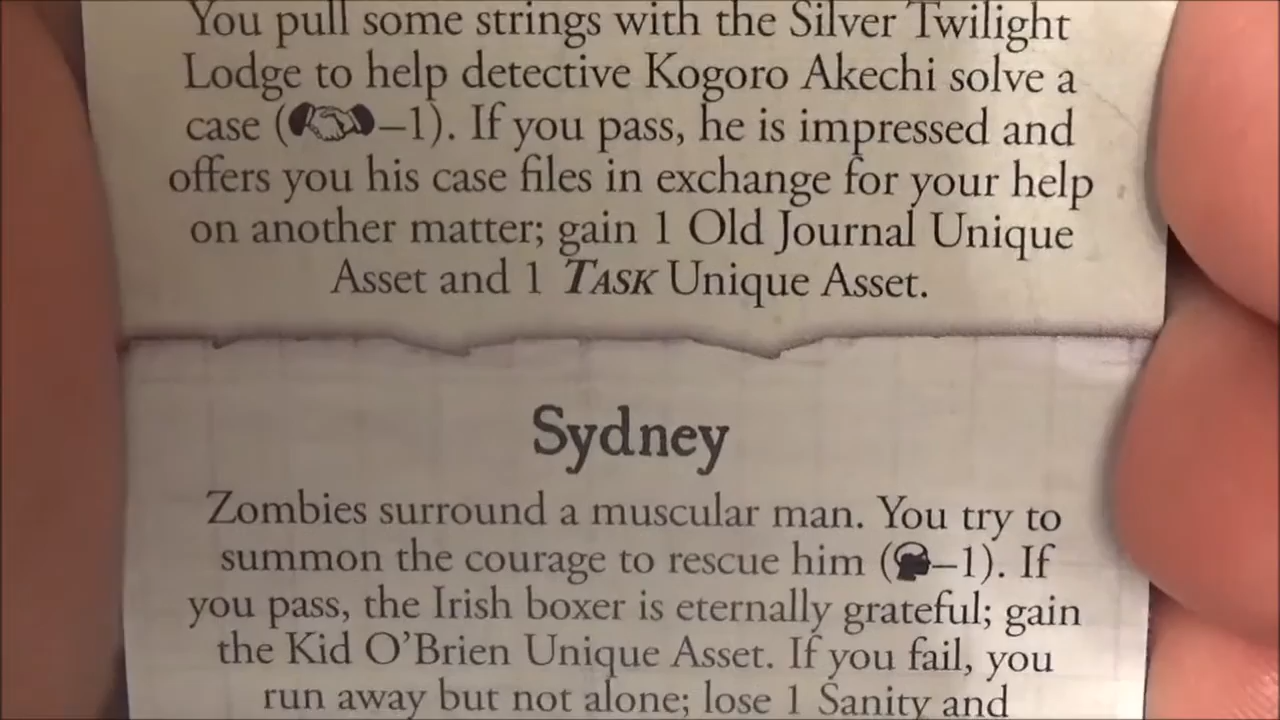 You pull some strings with the Silver Twilight
Lodge to help detective Kogoro Akechi solve a
case (–1). If you pass, he is impressed and
offers you his case files in exchange for your help
on another matter; gain 1 Old Journal Unique
Asset and 1 TASK Unique Asset.
Sydney
Zombies surround a muscular man. You try to
summon the courage to rescue him (–1). If
you pass, the Irish boxer is eternally grateful; gain
the Kid O’Brien Unique Asset. If you fail, you
run away but not alone; lose 1 Sanity and